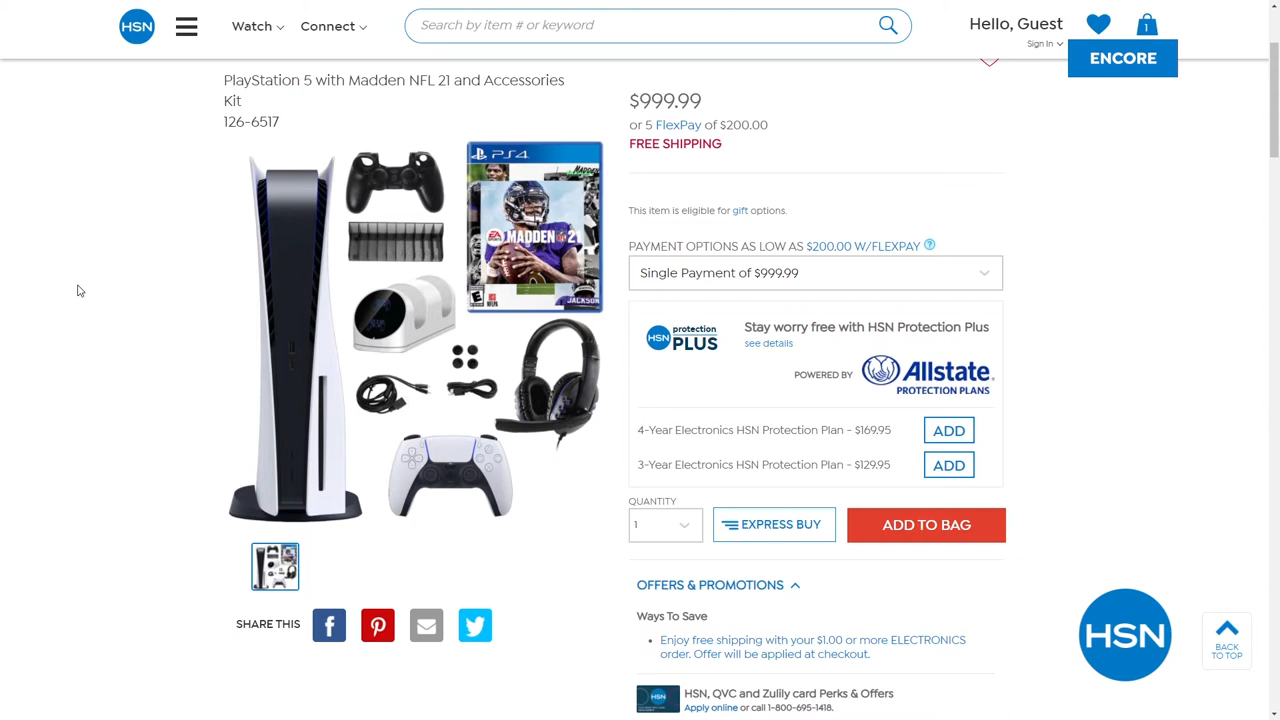 HSN
Watch
Connect
Search by item # or keyword
Hello, Guest
Sign In
1
ENCORE
PlayStation 5 with Madden NFL 21 and Accessories
Kit
126-6517
PS4
MADDEN
EA
SPORTS
MADDEN NFL 21
E
JACKSON
$999.99
or 5 FlexPay of $200.00
FREE SHIPPING
This item is eligible for gift options.
PAYMENT OPTIONS AS LOW AS $200.00 W/FLEXPAY ?
Single Payment of $999.99
HSN protection PLUS
Stay worry free with HSN Protection Plus
see details
POWERED BY Allstate
PROTECTION PLANS
4-Year Electronics HSN Protection Plan - $169.95 ADD
3-Year Electronics HSN Protection Plan - $129.95 ADD
QUANTITY
1
EXPRESS BUY
ADD TO BAG
OFFERS & PROMOTIONS
Ways To Save
• Enjoy free shipping with your $1.00 or more ELECTRONICS
order. Offer will be applied at checkout.
HSN
HSN, QVC and Zulily card Perks & Offers
Apply online or call 1-800-695-1418.
SHARE THIS
HSN
BACK
TO TOP